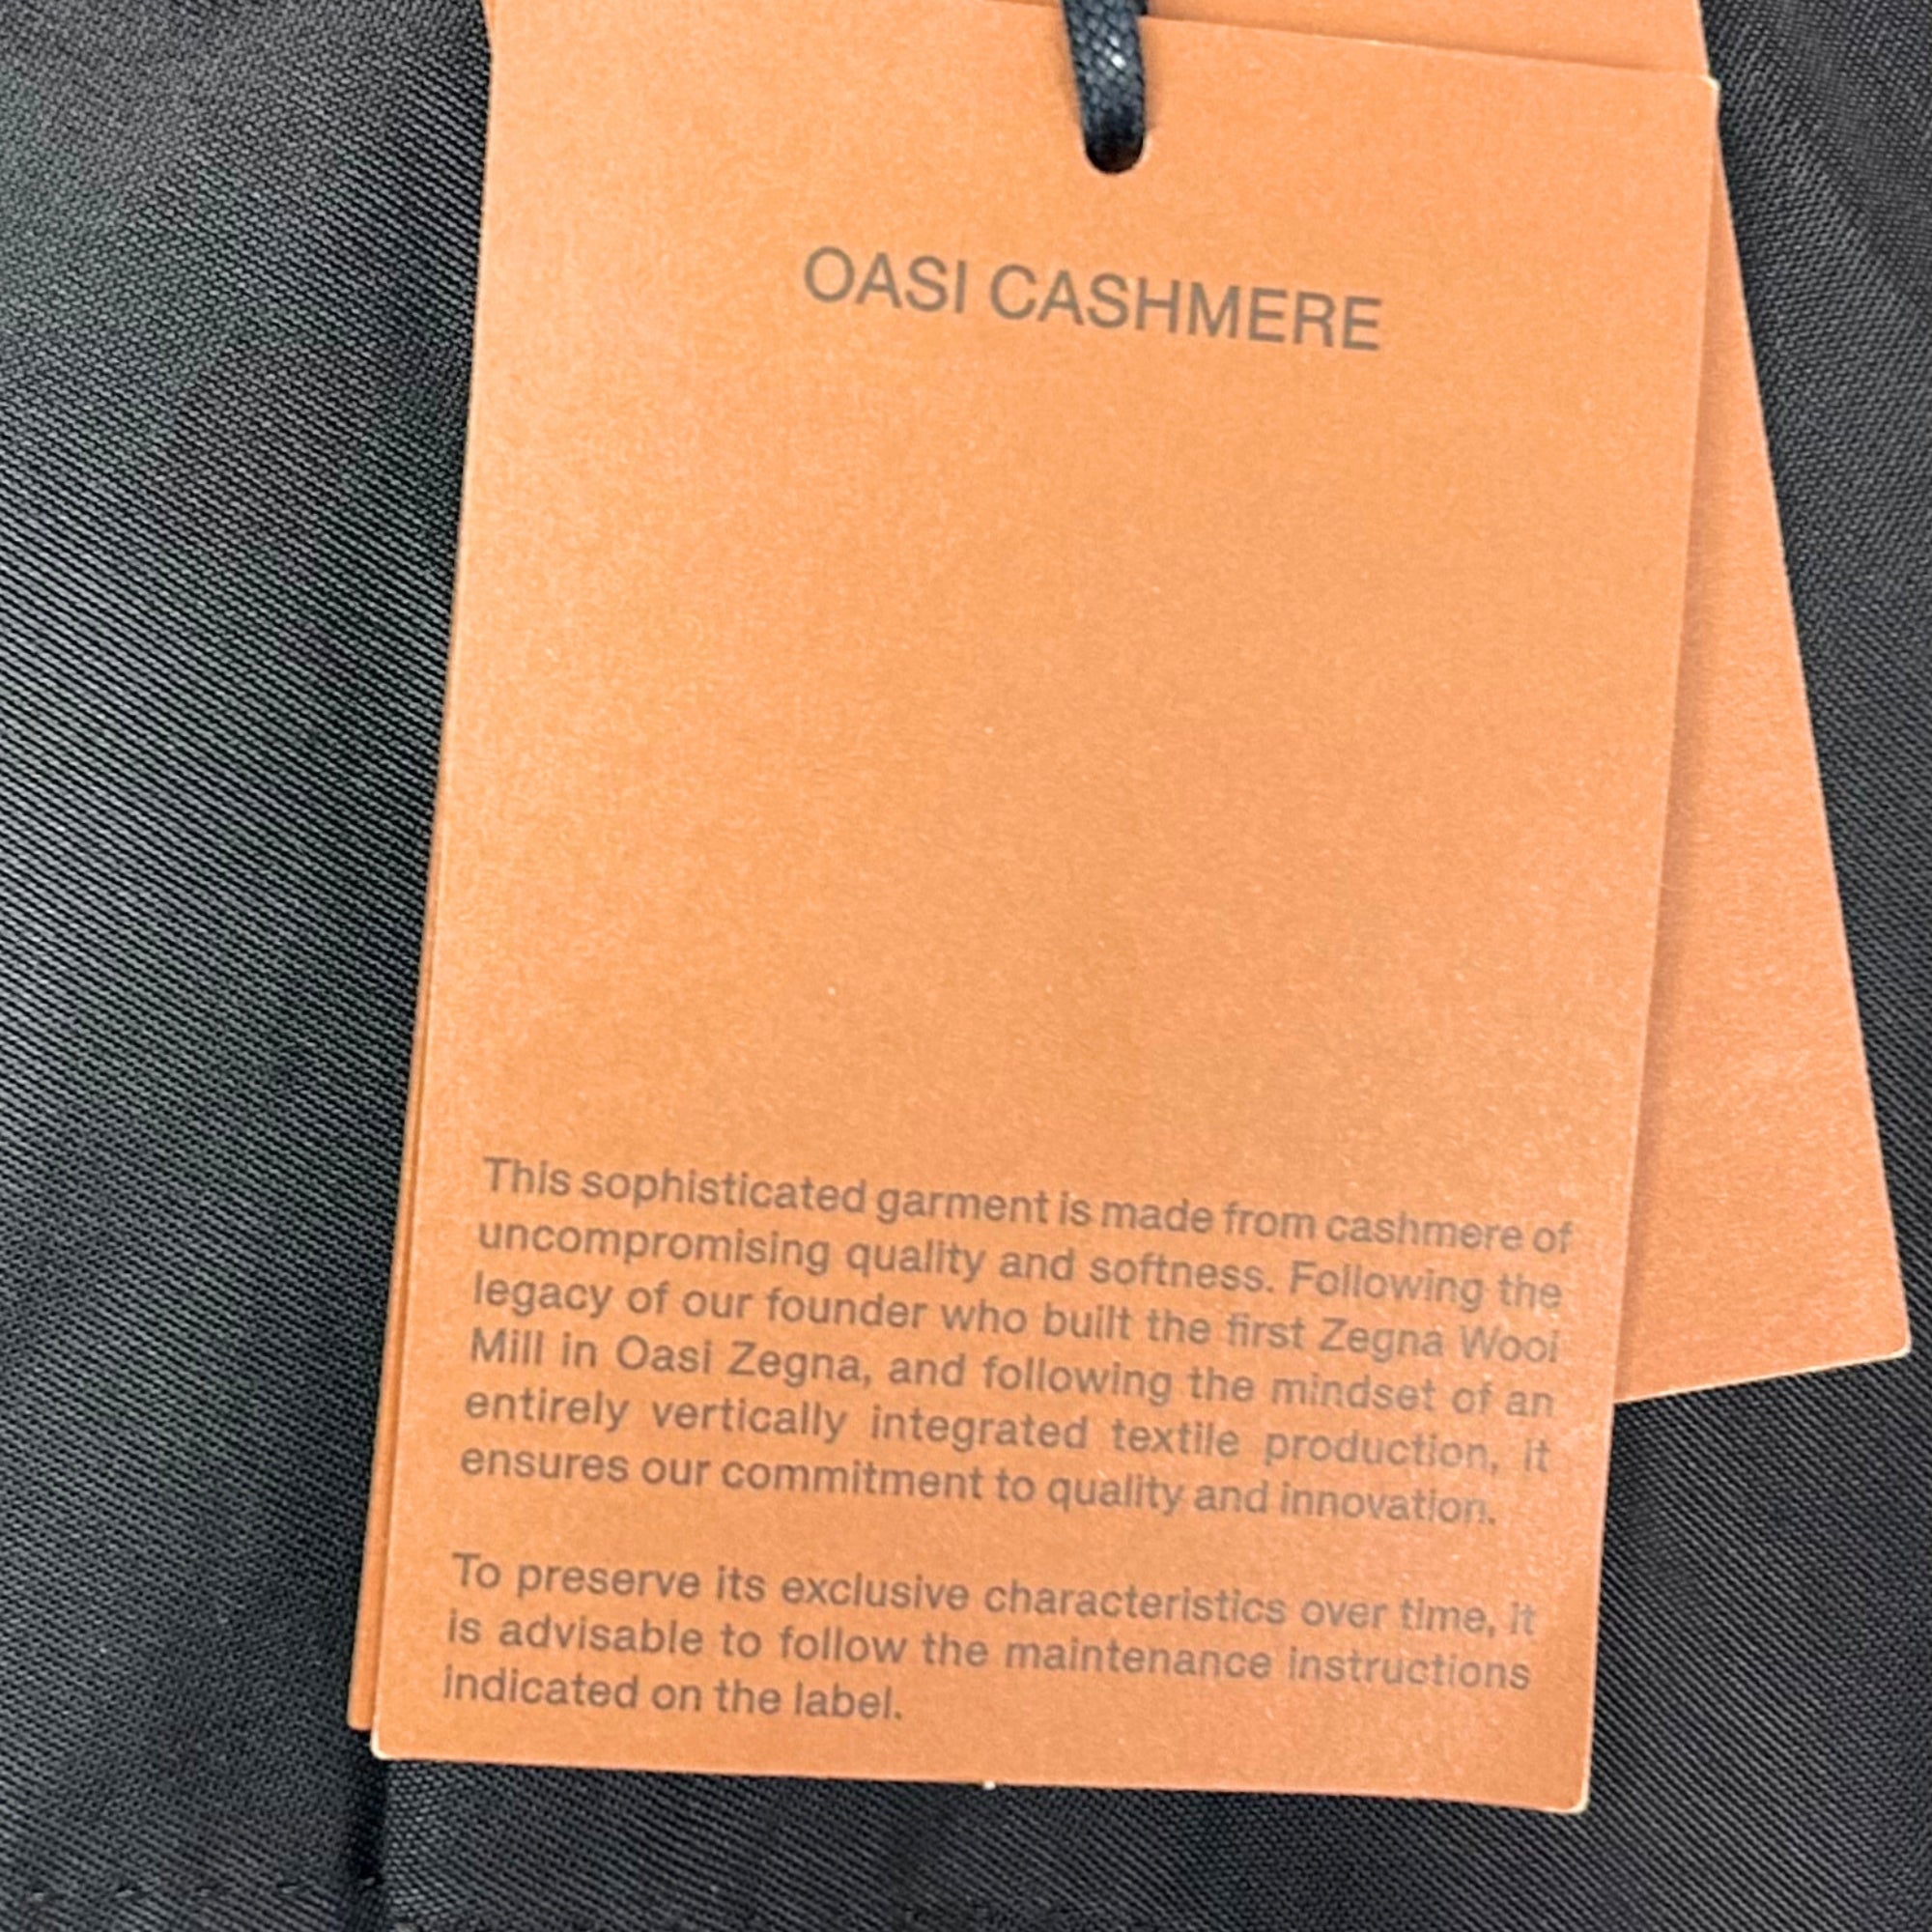 OASI CASHMERE
This sophisticated garment is made from cashmere of
uncompromising quality and softness. Following the
legacy of our founder who built the first Zegna Wool
Mill in Oasi Zegna, and following the mindset of an
entirely vertically integrated textile production, it
ensures our commitment to quality and innovation.
To preserve its exclusive characteristics over time, it
is advisable to follow the maintenance instructions
indicated on the label.